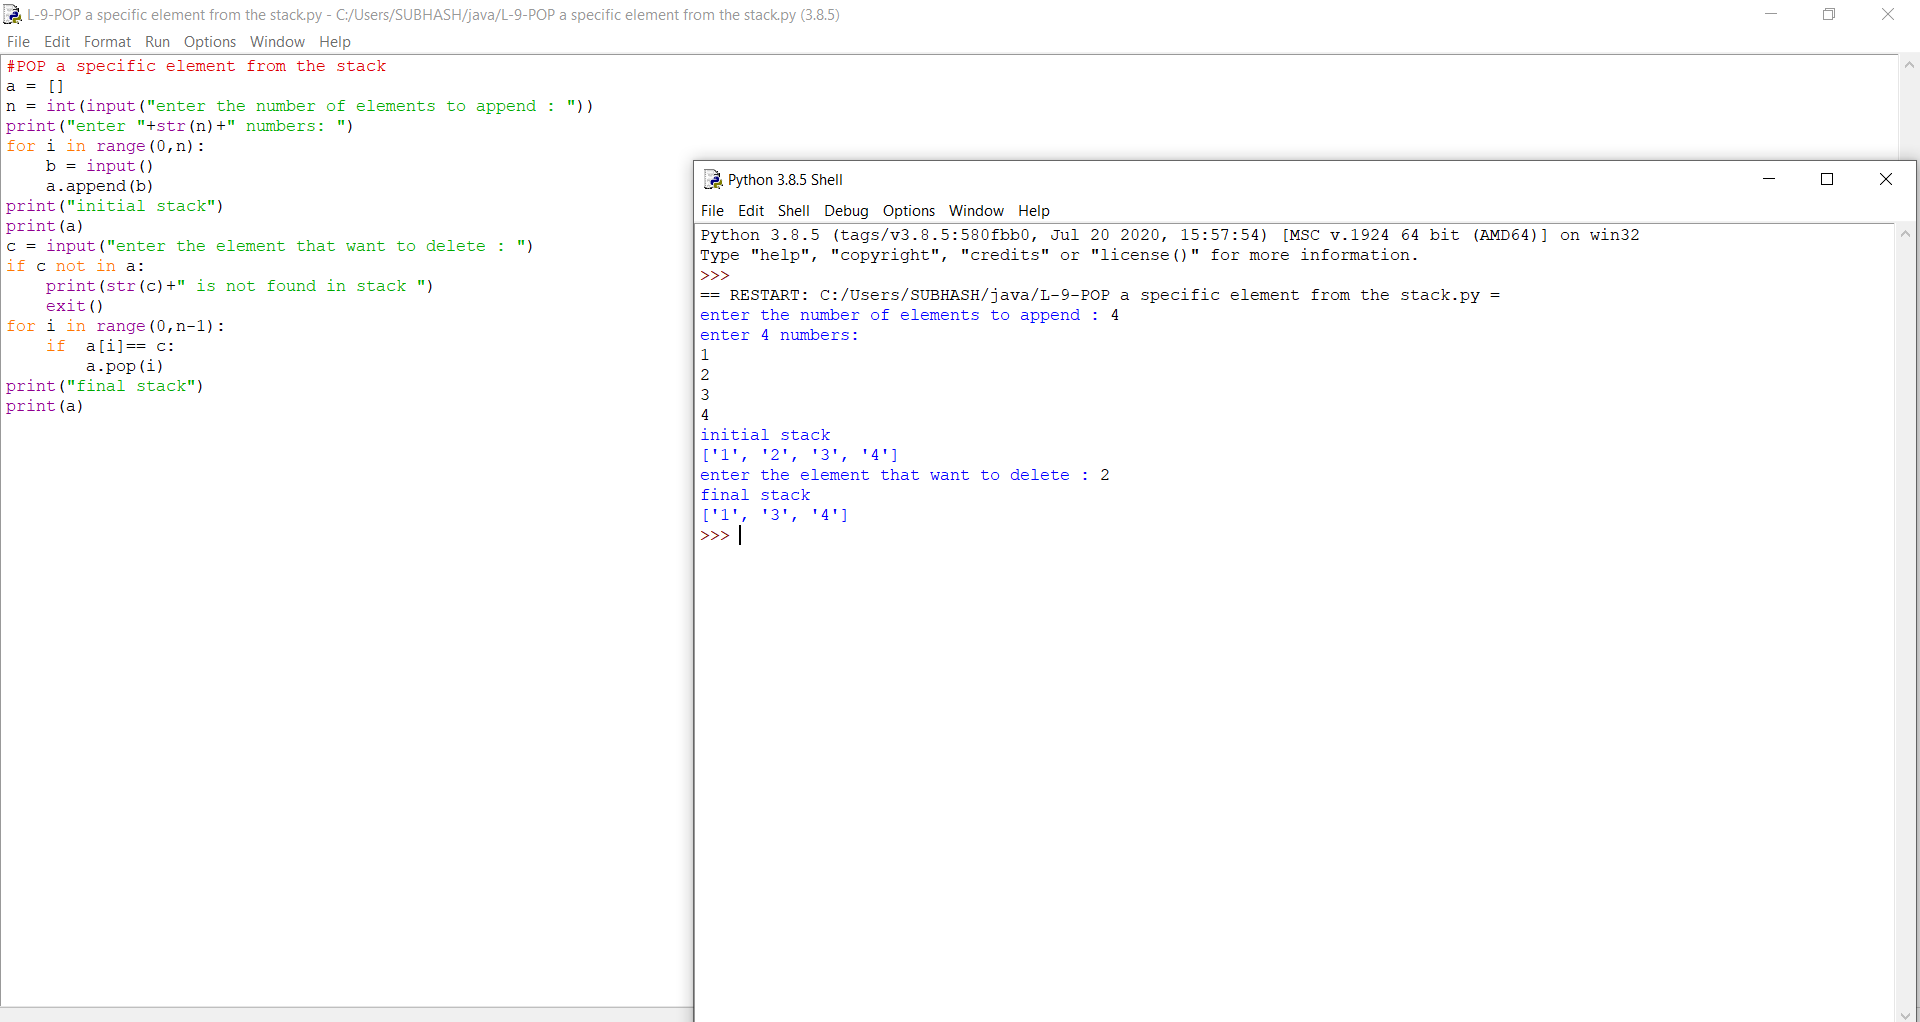 L-9-POP a specific element from the stack.py - C:/Users/SUBHASH/java/L-9-POP a specific element from the stack.py (3.8.5)
File Edit Format Run Options Window Help
#POP a specific element from the stack
a = []
n = int(input("enter the number of elements to append : "))
print("enter "+str(n)+" numbers: ")
for i in range(0,n):
    b = input()
    a.append(b)
print("initial stack")
print(a)
c = input("enter the element that want to delete : ")
if c not in a:
    print(str(c)+" is not found in stack ")
    exit()
for i in range(0,n-1):
    if  a[i]== c:
        a.pop(i)
print("final stack")
print(a)
Python 3.8.5 Shell
File Edit Shell Debug Options Window Help
Python 3.8.5 (tags/v3.8.5:580fbb0, Jul 20 2020, 15:57:54) [MSC v.1924 64 bit (AMD64)] on win32
Type "help", "copyright", "credits" or "license()" for more information.
>>>
== RESTART: C:/Users/SUBHASH/java/L-9-POP a specific element from the stack.py =
enter the number of elements to append : 4
enter 4 numbers:
1
2
3
4
initial stack
['1', '2', '3', '4']
enter the element that want to delete : 2
final stack
['1', '3', '4']
>>>